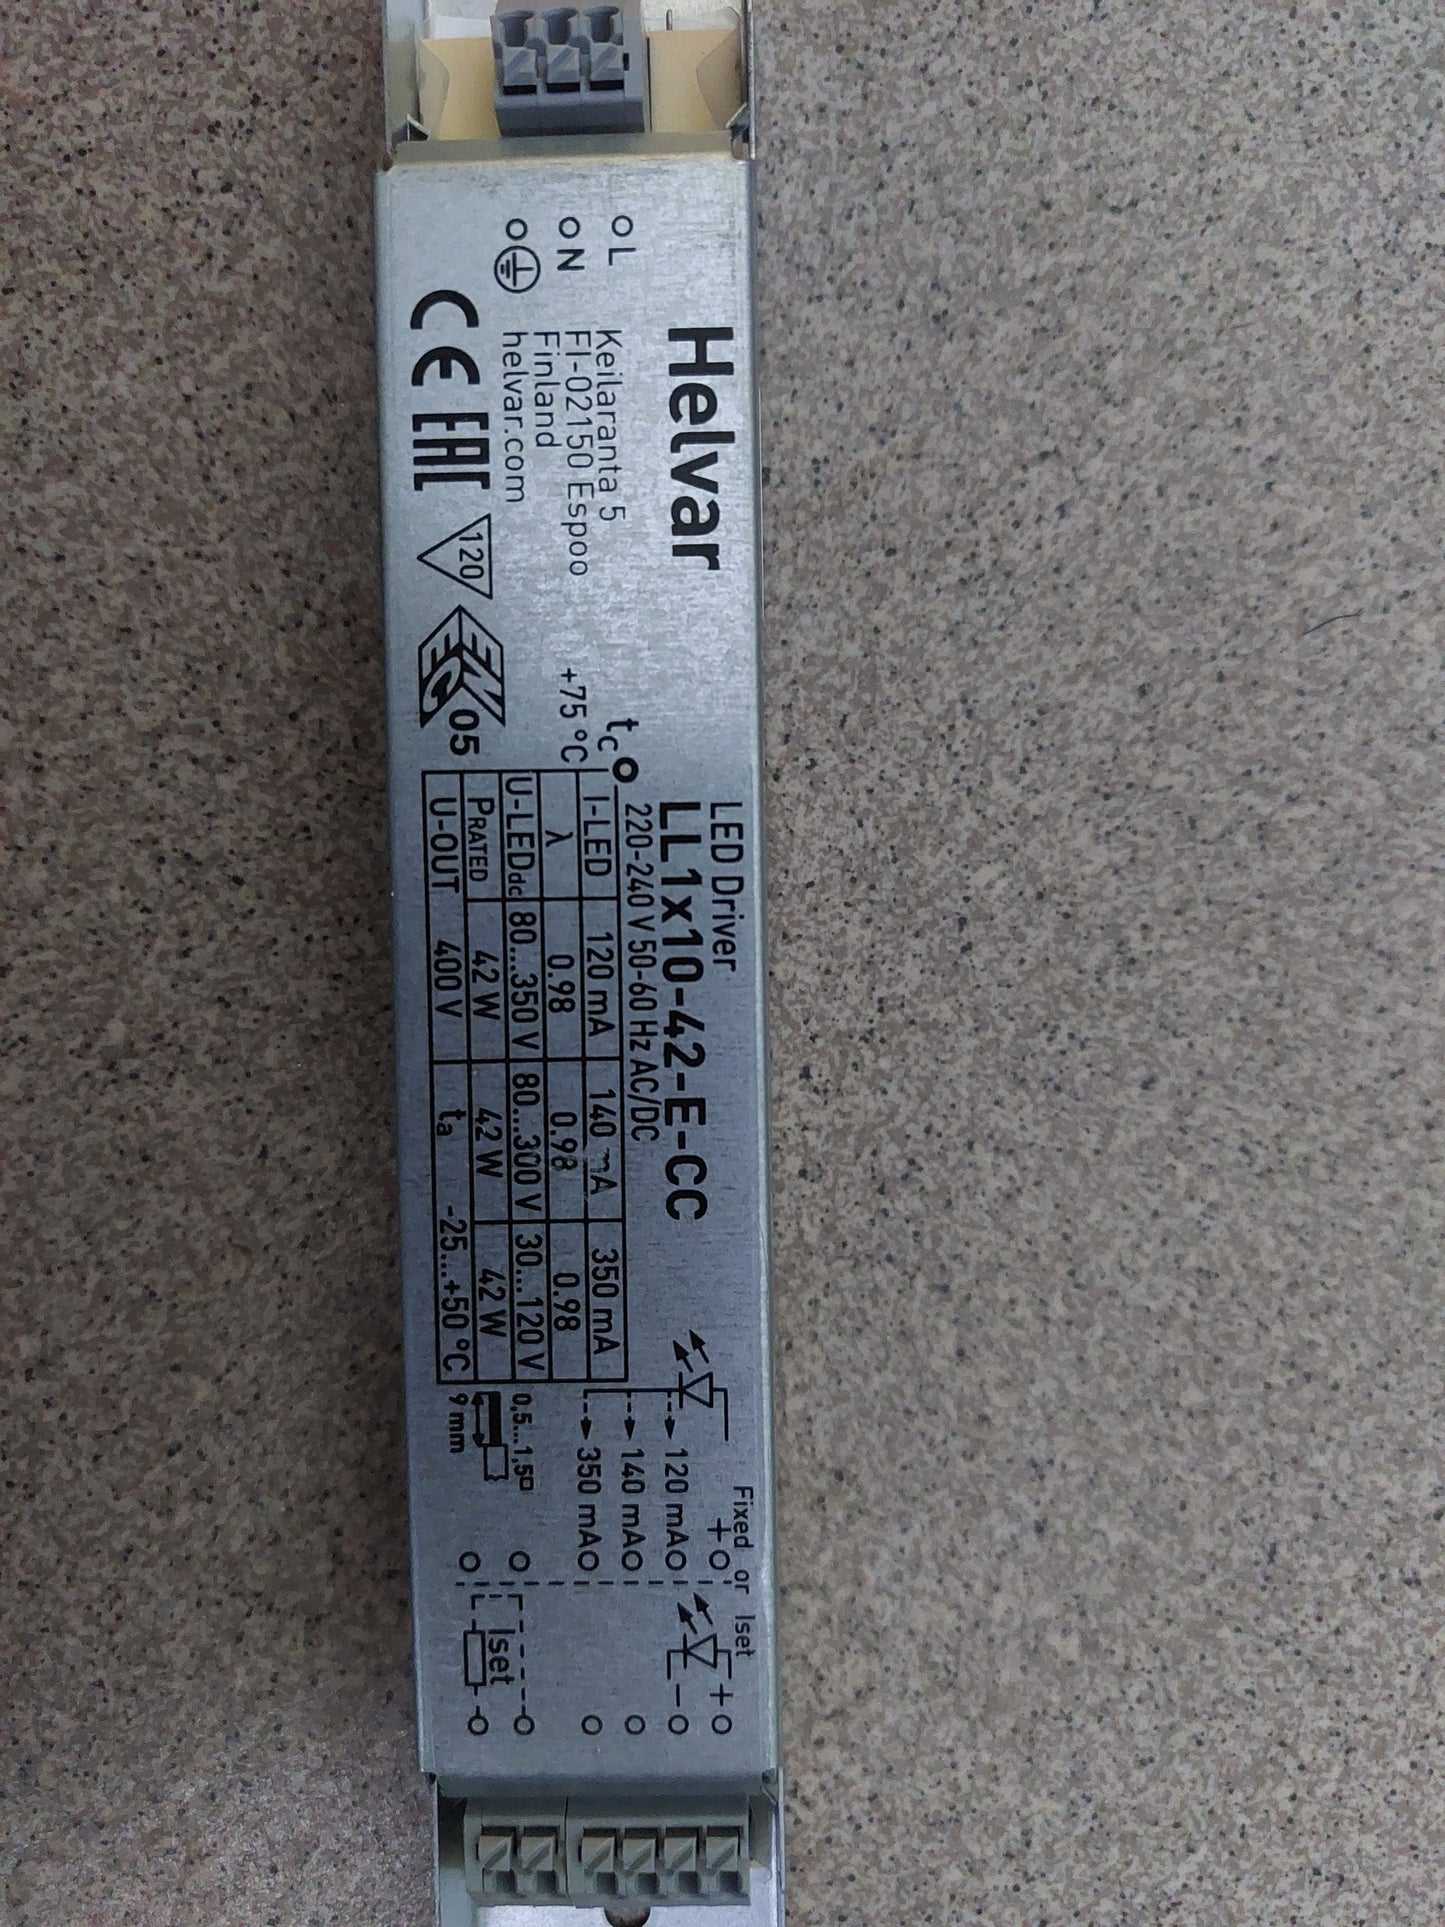 L
N
Helvar
Keilaranta 5
FI-02150 Espoo
Finland
helvar.com
CE EAC 120 ENEC 05
tc
+75 °C
LED Driver
LL1x10-42-E-CC
220-240 V 50-60 Hz AC/DC
I-LED 120 mA 140 mA 350 mA
λ 0.98 0.98 0.98
U-LEDdc 80...350 V 80...300 V 30...120 V
PRATED 42 W 42 W 42 W
U-OUT 400 V ta -25...+50 °C
0,5...1,5
9 mm
Fixed or Iset
+ +
120 mA -
140 mA
350 mA
Iset